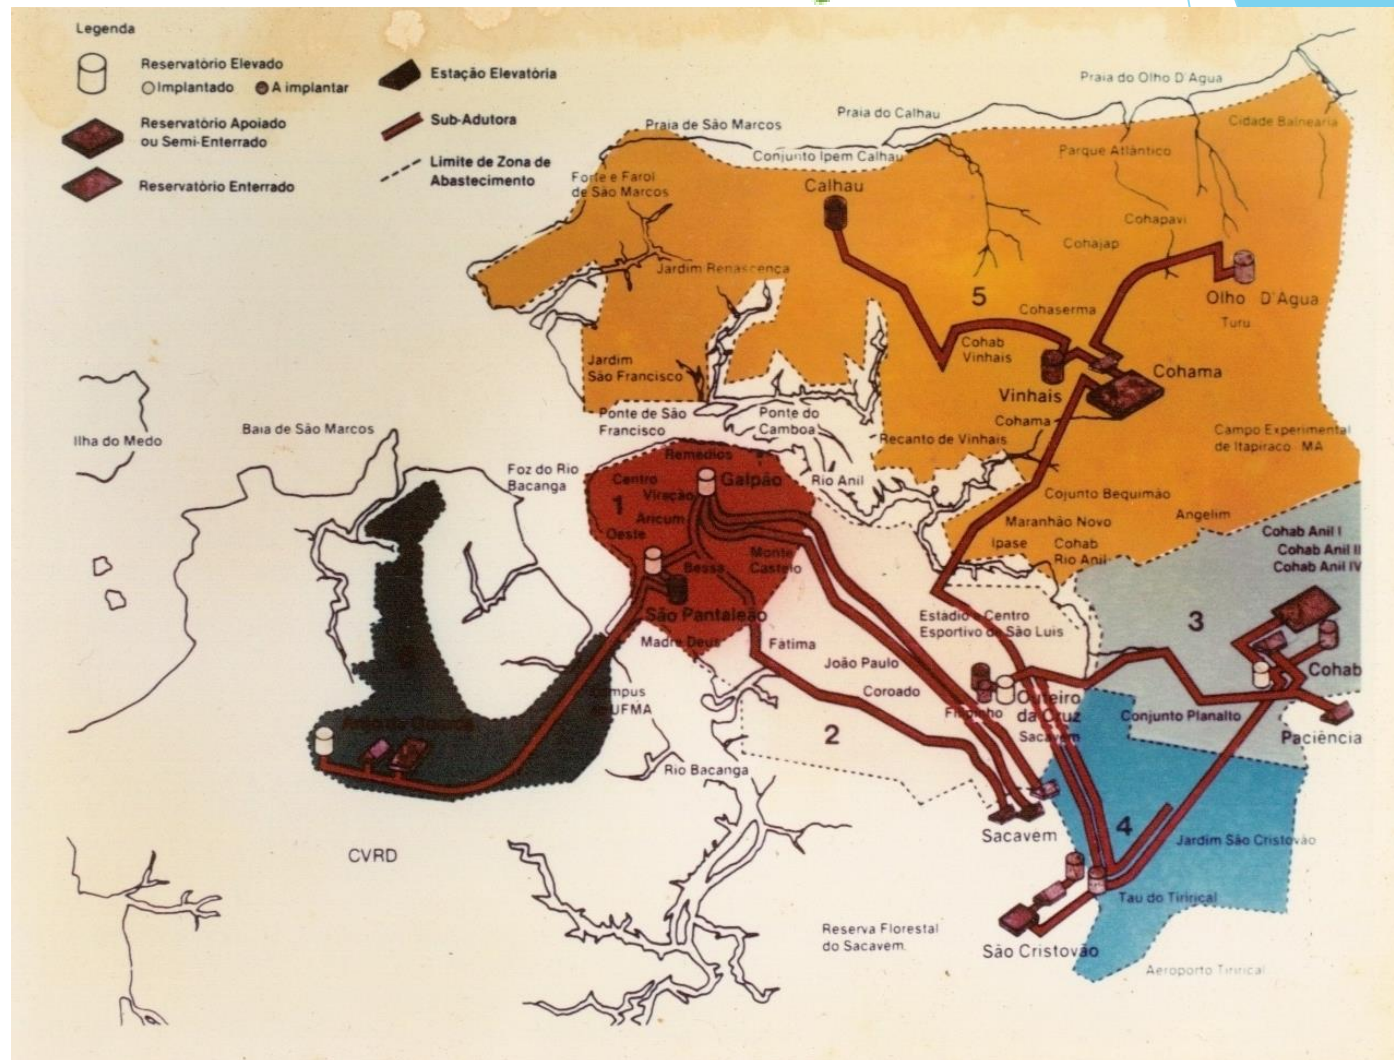 Legenda
Reservatório Elevado
Implantado
A implantar
Reservatório Apoiado
ou Semi-Enterrado
Reservatório Enterrado
Estação Elevatória
Sub-Adutora
Limite de Zona de
Abastecimento
Praia do Olho D'Agua
Praia do Calhau
Praia de São Marcos
Cidade Balnearia
Conjunto Ipem Calhau
Parque Atlântico
Forte e Farol
de São Marcos
Calhau
Cohapavi
Cohajap
Jardim Renascença
5
Olho D'Agua
Cohaserma
Turu
Cohab
Vinhais
Jardim
São Francisco
Cohama
Vinhais
Ponte de São
Francisco
Ponte do
Camboa
Cohama
Ilha do Medo
Baia de São Marcos
Recanto de Vinhais
Campo Experimental
de Itapiraco MA
Remédios
Foz do Rio
Bacanga
Centro
Galpão
Rio Anil
Viração
Cojunto Bequimão
1
Angelim
Maranhão Novo
Oeste
Cohab Anil I
Cohab Anil II
Cohab Anil IV
Ipase
Cohab
Rio Anil
Monte
Castelo
Bessa
São Pantaleão
Estádio e Centro
Esportivo de São Luis
3
Madre Deus
Fátima
João Paulo
Cohab
Coroado
Campus
UFMA
Outeiro
da Cruz
Filipinho
Sacavem
Conjunto Planalto
2
Paciência
Rio Bacanga
Sacavem
4
Jardim São Cristovão
CVRD
Tau do Tirirical
Reserva Florestal
do Sacavem.
São Cristovão
Aeroporto Tirirical